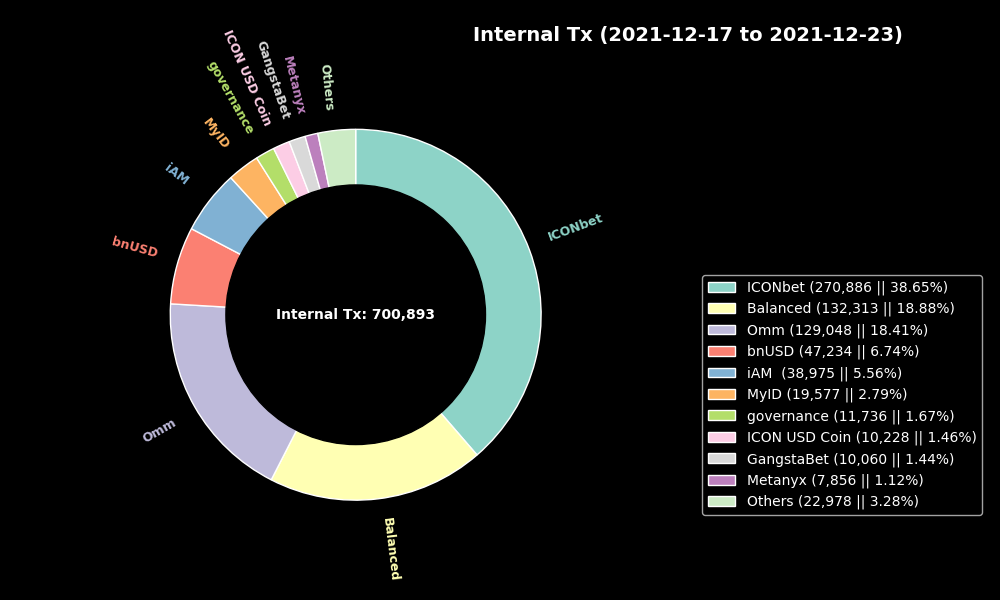 Internal Tx (2021-12-17 to 2021-12-23)
Others
Metanyx
GangstaBet
ICON USD Coin
governance
MyID
iAM
bnUSD
Omm
Balanced
ICONbet
Internal Tx: 700,893
ICONbet (270,886 || 38.65%)
Balanced (132,313 || 18.88%)
Omm (129,048 || 18.41%)
bnUSD (47,234 || 6.74%)
iAM  (38,975 || 5.56%)
MyID (19,577 || 2.79%)
governance (11,736 || 1.67%)
ICON USD Coin (10,228 || 1.46%)
GangstaBet (10,060 || 1.44%)
Metanyx (7,856 || 1.12%)
Others (22,978 || 3.28%)